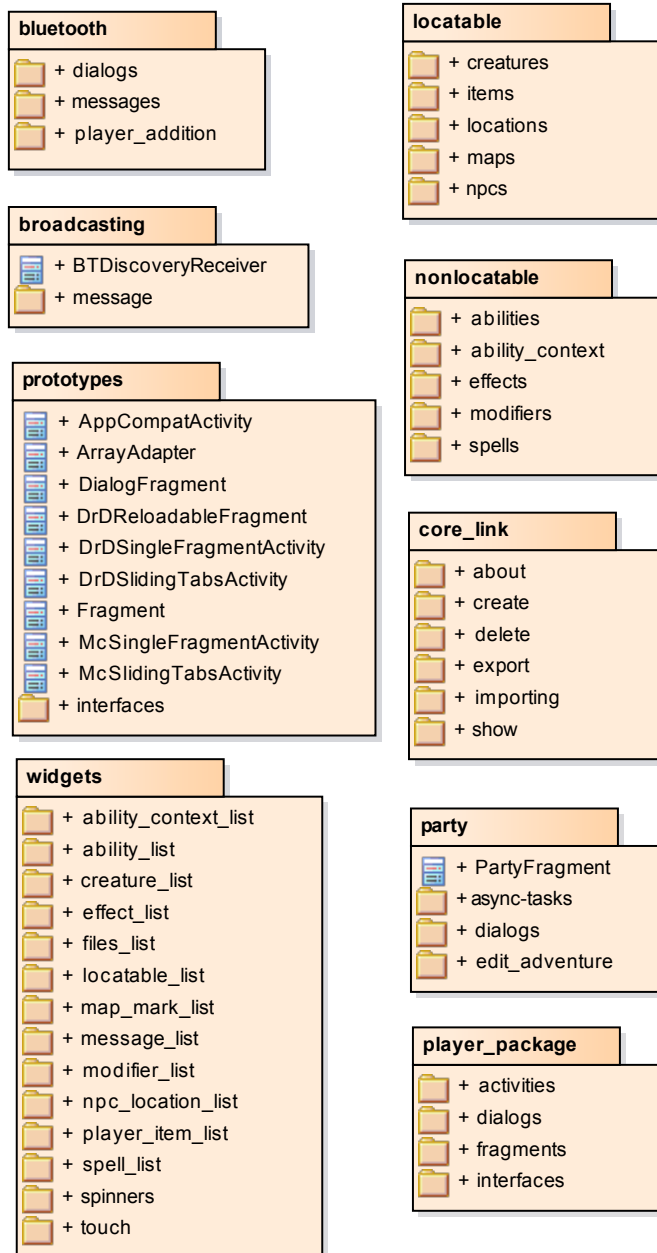 bluetooth
+ dialogs
+ messages
+ player_addition
broadcasting
+ BTDiscoveryReceiver
+ message
prototypes
+ AppCompatActivity
+ ArrayAdapter
+ DialogFragment
+ DrDReloadableFragment
+ DrDSingleFragmentActivity
+ DrDSlidingTabsActivity
+ Fragment
+ McSingleFragmentActivity
+ McSlidingTabsActivity
+ interfaces
widgets
+ ability_context_list
+ ability_list
+ creature_list
+ effect_list
+ files_list
+ locatable_list
+ map_mark_list
+ message_list
+ modifier_list
+ npc_location_list
+ player_item_list
+ spell_list
+ spinners
+ touch
locatable
+ creatures
+ items
+ locations
+ maps
+ npcs
nonlocatable
+ abilities
+ ability_context
+ effects
+ modifiers
+ spells
core_link
+ about
+ create
+ delete
+ export
+ importing
+ show
party
+ PartyFragment
+ async-tasks
+ dialogs
+ edit_adventure
player_package
+ activities
+ dialogs
+ fragments
+ interfaces